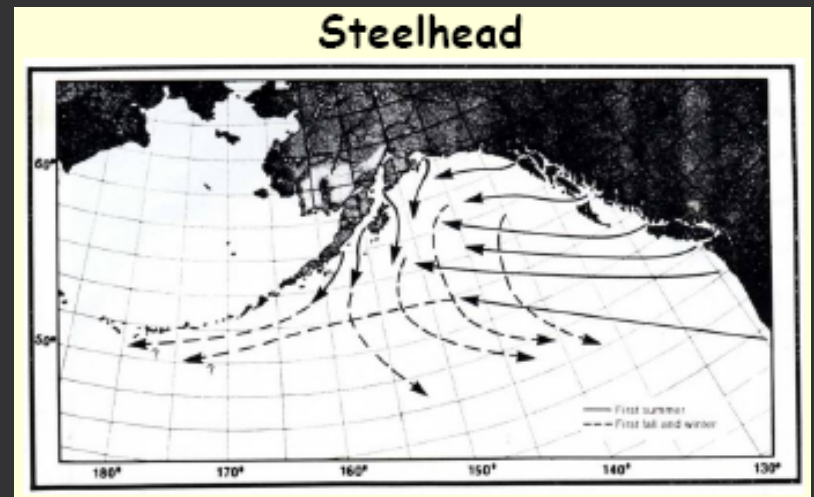 Steelhead
60°
50°
?
?
First summer
First fall and winter
180° 170° 160° 150° 140° 130°